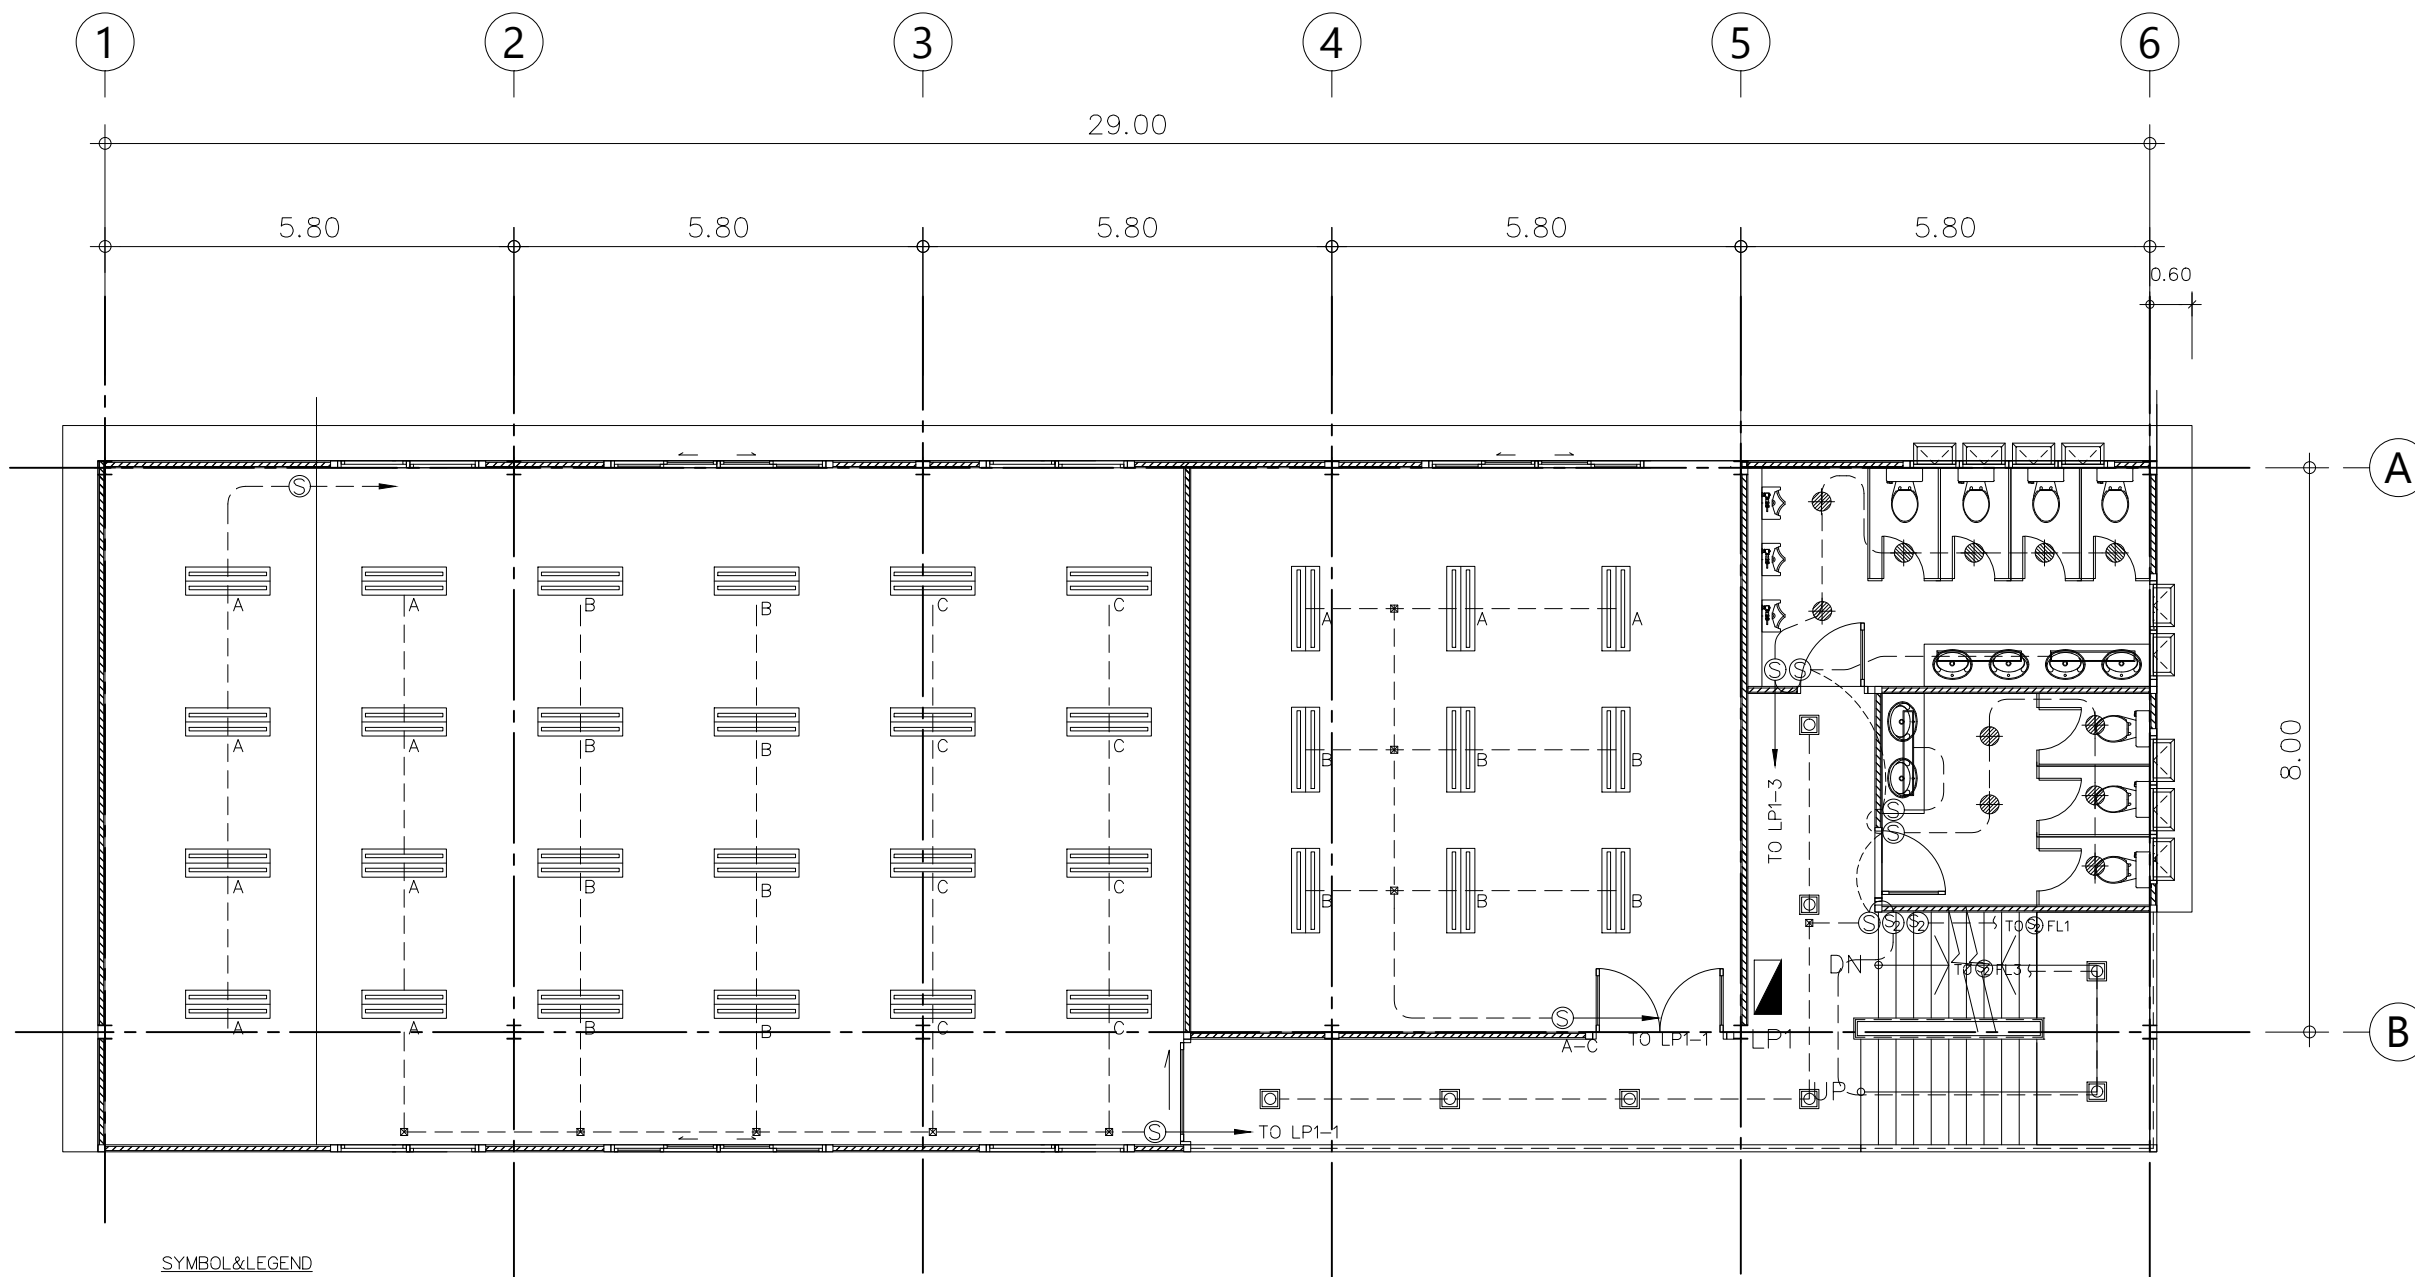 1 2 3 4 5 6
29.00
5.80 5.80 5.80 5.80 5.80
0.60
A
S
A A B B C C
A A A
S S
A A B B C C
B B B
8.00
TO LP1-3
S
S
A A B B C C
B B B
S S2 S2 TO S FL1
DN TO S FL3
A A B B C C
S
A-C TO LP1-1 LP1
B
UP
S TO LP1-1
SYMBOL&LEGEND